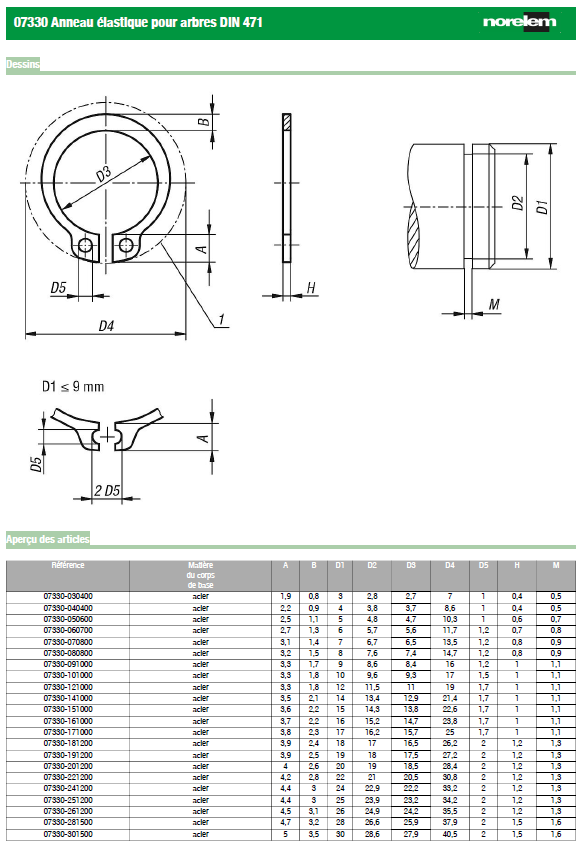 07330 Anneau élastique pour arbres DIN 471
norelem
Dessins
B
D3
A
D5
D4
1
H
D2
D1
M
D1 ≤ 9 mm
D5
A
2 D5
Aperçu des articles
Référence Matière du corps de base A B D1 D2 D3 D4 D5 H M
07330-030400 acier 1,9 0,8 3 2,8 2,7 7 1 0,4 0,5
07330-040400 acier 2,2 0,9 4 3,8 3,7 8,6 1 0,4 0,5
07330-050600 acier 2,5 1,1 5 4,8 4,7 10,3 1 0,6 0,7
07330-060700 acier 2,7 1,3 6 5,7 5,6 11,7 1,2 0,7 0,8
07330-070800 acier 3,1 1,4 7 6,7 6,5 13,5 1,2 0,8 0,9
07330-080800 acier 3,2 1,5 8 7,6 7,4 14,7 1,2 0,8 0,9
07330-091000 acier 3,3 1,7 9 8,6 8,4 16 1,2 1 1,1
07330-101000 acier 3,3 1,8 10 9,6 9,3 17 1,5 1 1,1
07330-121000 acier 3,3 1,8 12 11,5 11 19 1,7 1 1,1
07330-141000 acier 3,5 2,1 14 13,4 12,9 21,4 1,7 1 1,1
07330-151000 acier 3,6 2,2 15 14,3 13,8 22,6 1,7 1 1,1
07330-161000 acier 3,7 2,2 16 15,2 14,7 23,8 1,7 1 1,1
07330-171000 acier 3,8 2,3 17 16,2 15,7 25 1,7 1 1,1
07330-181200 acier 3,9 2,4 18 17 16,5 26,2 2 1,2 1,3
07330-191200 acier 3,9 2,5 19 18 17,5 27,2 2 1,2 1,3
07330-201200 acier 4 2,6 20 19 18,5 28,4 2 1,2 1,3
07330-221200 acier 4,2 2,8 22 21 20,5 30,8 2 1,2 1,3
07330-241200 acier 4,4 3 24 22,9 22,2 33,2 2 1,2 1,3
07330-251200 acier 4,4 3 25 23,9 23,2 34,2 2 1,2 1,3
07330-261200 acier 4,5 3,1 26 24,9 24,2 35,5 2 1,2 1,3
07330-281500 acier 4,7 3,2 28 26,6 25,9 37,9 2 1,5 1,6
07330-301500 acier 5 3,5 30 28,6 27,9 40,5 2 1,5 1,6